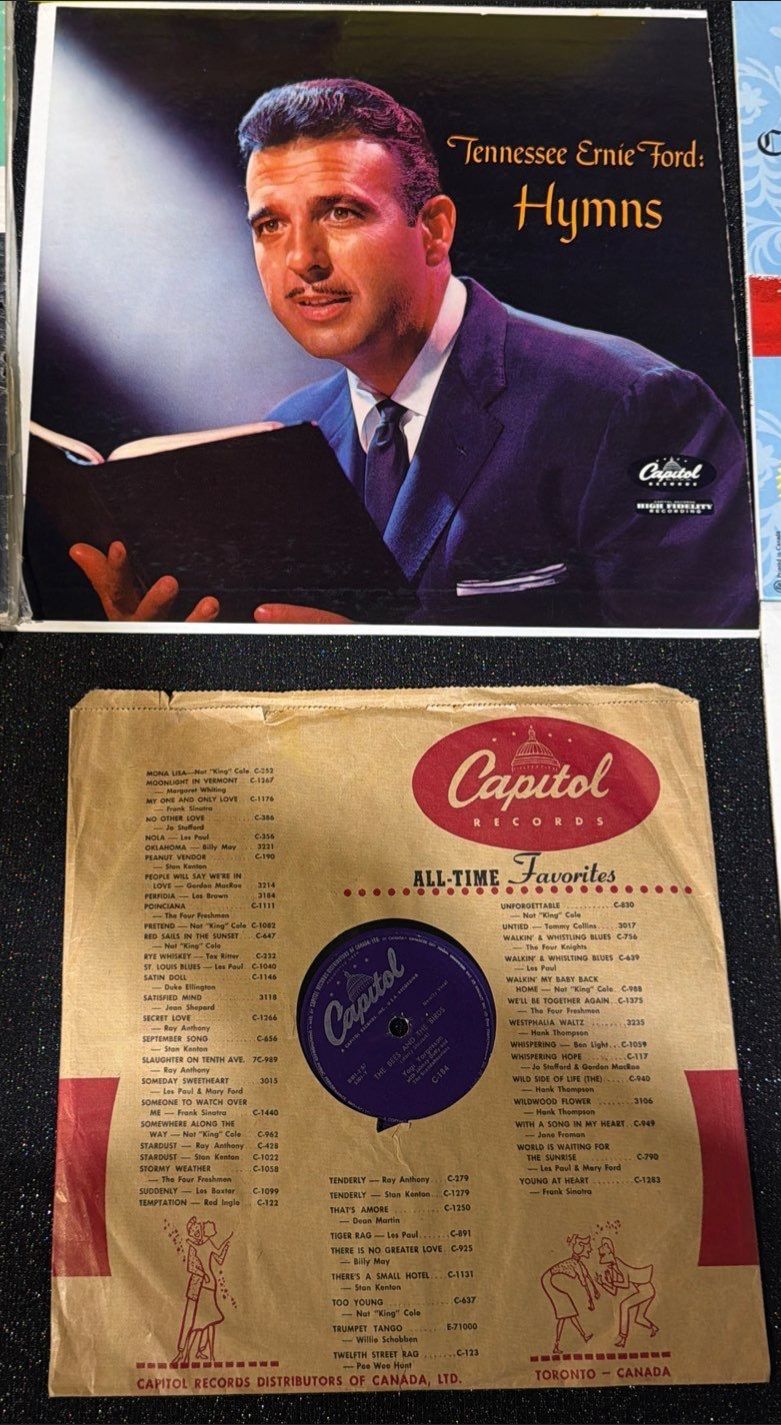 Tennessee Ernie Ford:
Hymns
Capitol
RECORDS
CAPITOL RECORDS
HIGH FIDELITY
RECORDING
Capitol
RECORDS
ALL-TIME Favorites
MONA LISA—Nat "King" Cole C-252
MOONLIGHT IN VERMONT C-1267
— Margaret Whiting
MY ONE AND ONLY LOVE C-1176
— Frank Sinatra
NO OTHER LOVE C-386
— Jo Stafford
NOLA — Les Paul C-356
OKLAHOMA — Billy May 3221
PEANUT VENDOR C-190
— Stan Kenton
PEOPLE WILL SAY WE'RE IN
LOVE — Gordon MacRae 3214
PERFIDIA — Les Brown 3184
POINCIANA C-1111
— The Four Freshmen
PRETEND — Nat "King" Cole C-1082
RED SAILS IN THE SUNSET C-647
— Nat "King" Cole
RYE WHISKEY — Tex Ritter C-232
ST. LOUIS BLUES — Les Paul C-1040
SATIN DOLL C-1146
— Duke Ellington
SATISFIED MIND 3118
— Jean Shepard
SECRET LOVE C-1266
— Ray Anthony
SEPTEMBER SONG C-656
— Stan Kenton
SLAUGHTER ON TENTH AVE. 7C-989
— Ray Anthony
SOMEDAY SWEETHEART 3015
— Les Paul & Mary Ford
SOMEONE TO WATCH OVER
ME — Frank Sinatra C-1440
SOMEWHERE ALONG THE
WAY — Nat "King" Cole C-962
STARDUST — Ray Anthony C-428
STARDUST — Stan Kenton C-1022
STORMY WEATHER C-1058
— The Four Freshmen
SUDDENLY — Les Baxter C-1099
TEMPTATION — Red Ingle C-122
Capitol
THE BEES AND THE BIRDS
Yogi Yorgesson
C-184
TENDERLY — Ray Anthony C-279
TENDERLY — Stan Kenton C-1279
THAT'S AMORE C-1250
— Dean Martin
TIGER RAG — Les Paul C-891
THERE IS NO GREATER LOVE C-925
— Billy May
THERE'S A SMALL HOTEL C-1131
— Stan Kenton
TOO YOUNG C-637
— Nat "King" Cole
TRUMPET TANGO E-71000
— Willie Schobben
TWELFTH STREET RAG C-123
— Pee Wee Hunt
UNFORGETTABLE C-830
— Nat "King" Cole
UNTIED — Tommy Collins 3017
WALKIN' & WHISTLING BLUES C-756
— The Four Knights
WALKIN' & WHISLTING BLUES C-639
— Les Paul
WALKIN' MY BABY BACK
HOME — Nat "King" Cole C-988
WE'LL BE TOGETHER AGAIN C-1375
— The Four Freshmen
WESTPHALIA WALTZ 3235
— Hank Thompson
WHISPERING — Ben Light C-1059
WHISPERING HOPE C-117
— Jo Stafford & Gordon MacRae
WILD SIDE OF LIFE (THE) C-940
— Hank Thompson
WILDWOOD FLOWER 3106
— Hank Thompson
WITH A SONG IN MY HEART C-949
— Jane Froman
WORLD IS WAITING FOR
THE SUNRISE C-790
— Les Paul & Mary Ford
YOUNG AT HEART C-1283
— Frank Sinatra
CAPITOL RECORDS DISTRIBUTORS OF CANADA, LTD.
TORONTO — CANADA